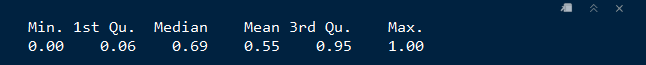 Min. 1st Qu. Median Mean 3rd Qu. Max.
0.00 0.06 0.69 0.55 0.95 1.00